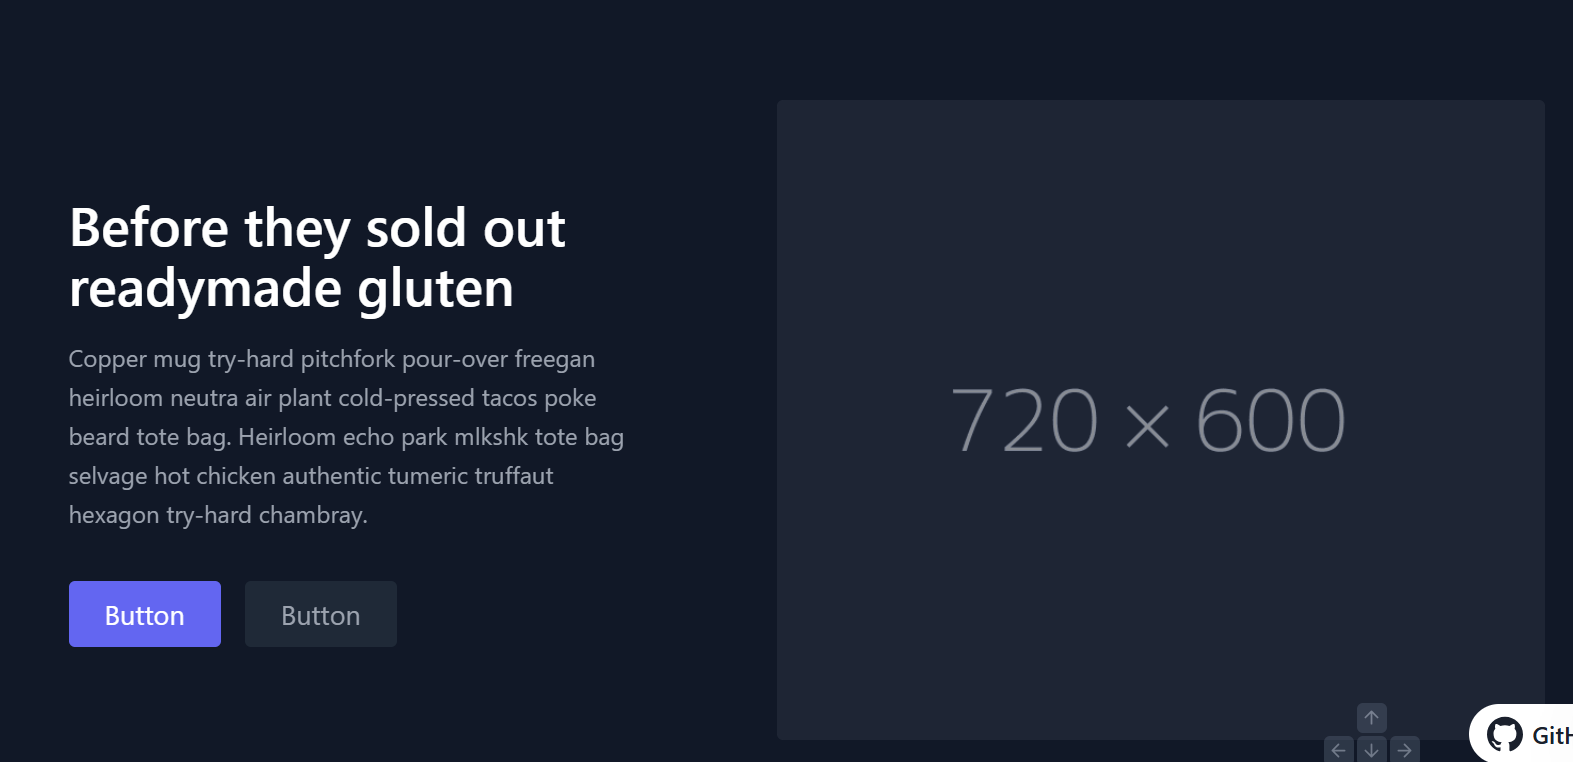 Before they sold out
readymade gluten
Copper mug try-hard pitchfork pour-over freegan
heirloom neutra air plant cold-pressed tacos poke
beard tote bag. Heirloom echo park mlkshk tote bag
selvage hot chicken authentic tumeric truffaut
hexagon try-hard chambray.
Button
Button
720 × 600